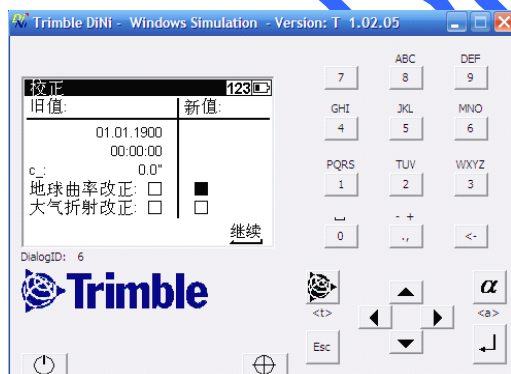 Trimble DiNi - Windows Simulation - Version: T 1.02.05
校正 123
旧值: 新值:
01.01.1900
00:00:00
c_: 0.0"
地球曲率改正:
大气折射改正:
继续
DialogID: 6
Trimble
ABC DEF
7 8 9
GHI JKL MNO
4 5 6
PQRS TUV WXYZ
1 2 3
- +
0 ., <-
α
<t> <a>
Esc